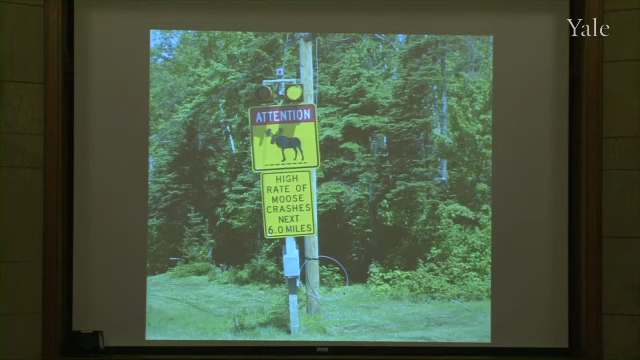 Yale
ATTENTION
HIGH
RATE OF
MOOSE
CRASHES
NEXT
6.0 MILES